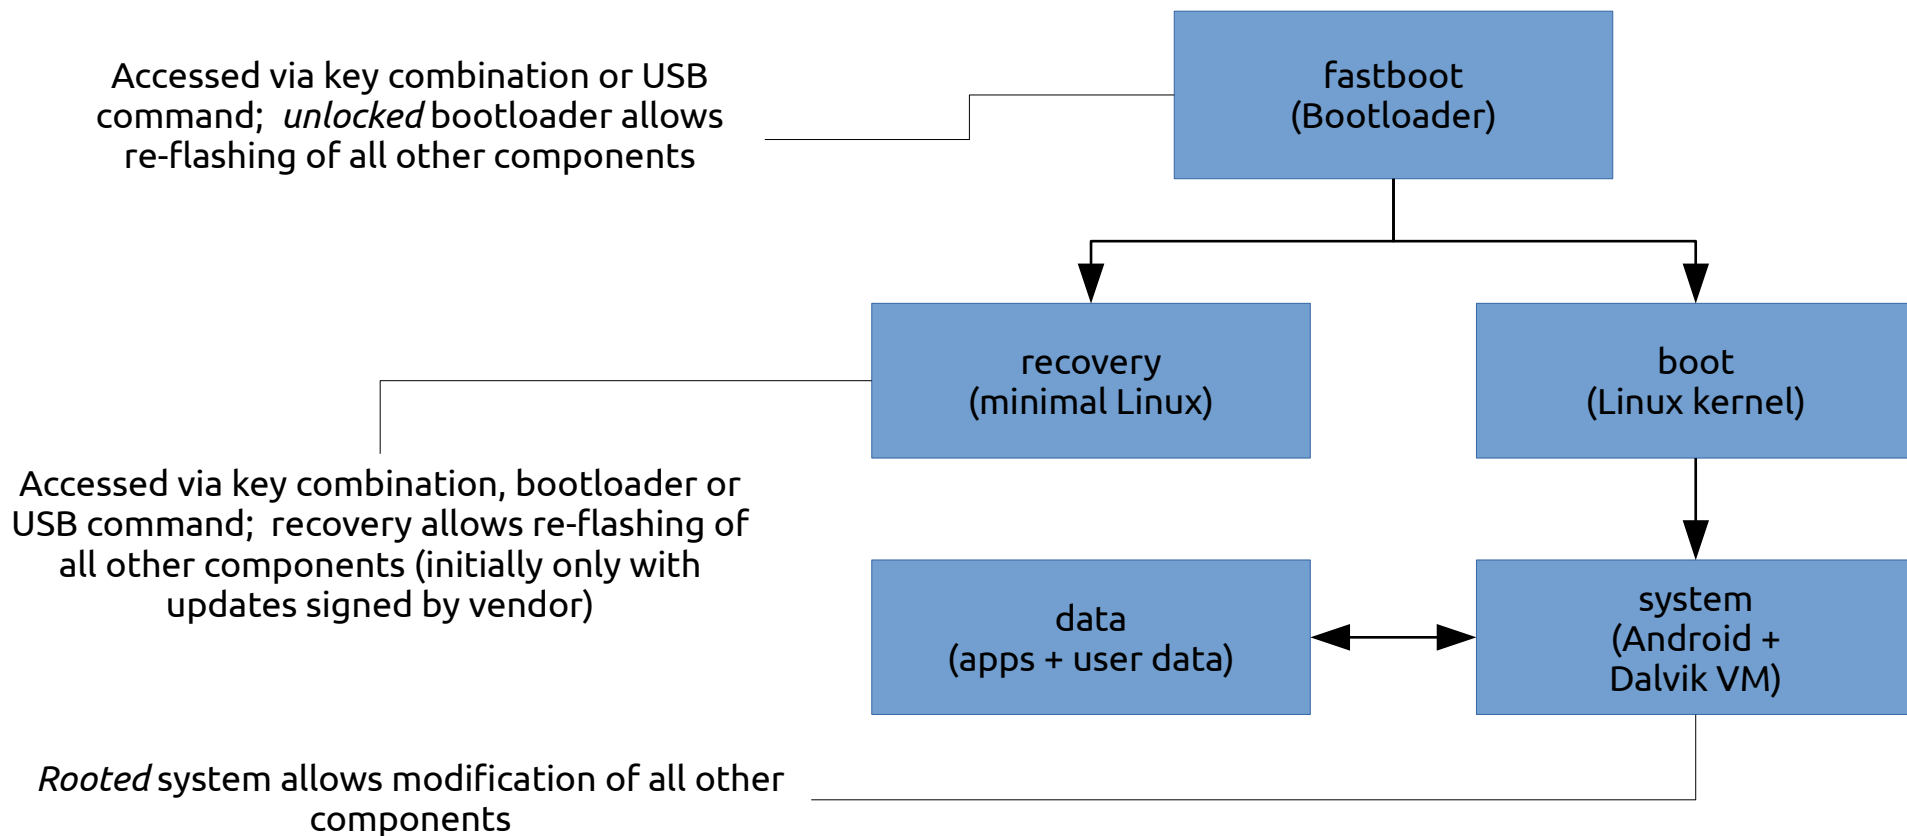 Accessed via key combination or USB
command;  unlocked bootloader allows
re-flashing of all other components
fastboot
(Bootloader)
recovery
(minimal Linux)
boot
(Linux kernel)
Accessed via key combination, bootloader or
USB command;  recovery allows re-flashing of
all other components (initially only with
updates signed by vendor)
data
(apps + user data)
system
(Android +
Dalvik VM)
Rooted system allows modification of all other
components